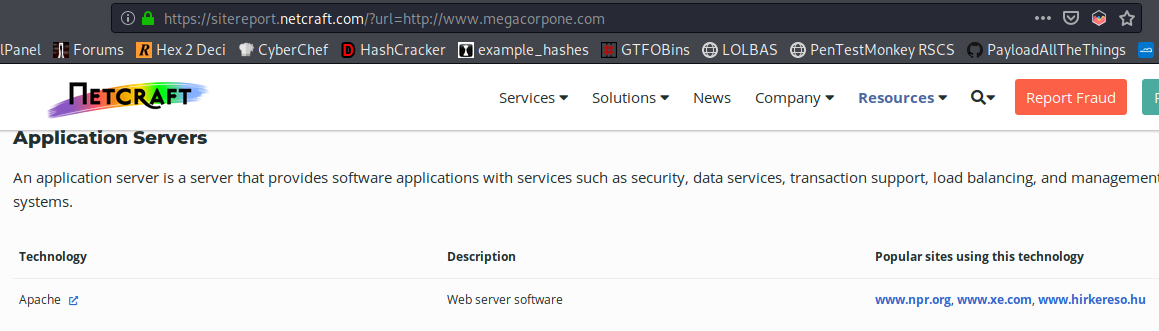 https://sitereport.netcraft.com/?url=http://www.megacorpone.com
lPanel Forums Hex 2 Deci CyberChef HashCracker example_hashes GTFOBins LOLBAS PenTestMonkey RSCS PayloadAllTheThings
NETCRAFT Services Solutions News Company Resources Report Fraud
Application Servers
An application server is a server that provides software applications with services such as security, data services, transaction support, load balancing, and management
systems.
Technology Description Popular sites using this technology
Apache Web server software www.npr.org, www.xe.com, www.hirkereso.hu